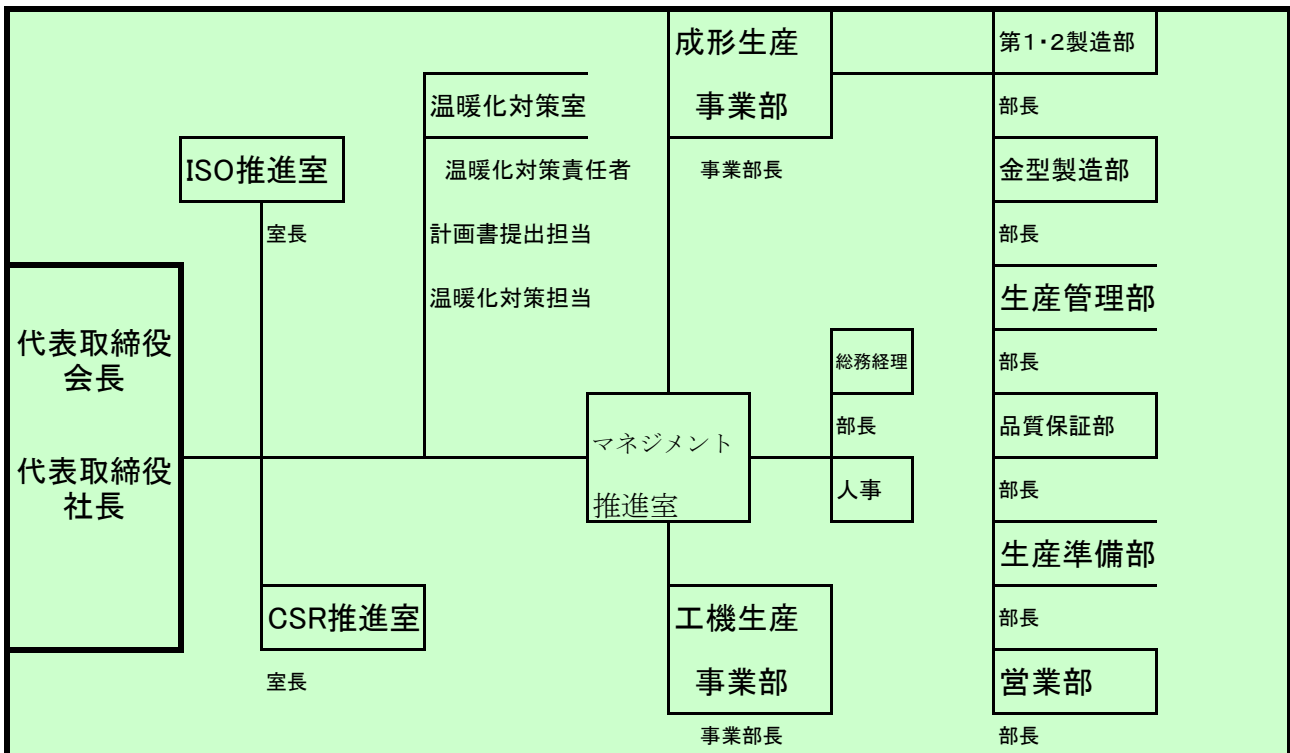 代表取締役
会長
代表取締役
社長
ISO推進室
室長
CSR推進室
室長
温暖化対策室
温暖化対策責任者
計画書提出担当
温暖化対策担当
マネジメント
推進室
成形生産
事業部
事業部長
工機生産
事業部
事業部長
総務経理
部長
人事
第1・2製造部
部長
金型製造部
部長
生産管理部
部長
品質保証部
部長
生産準備部
部長
営業部
部長